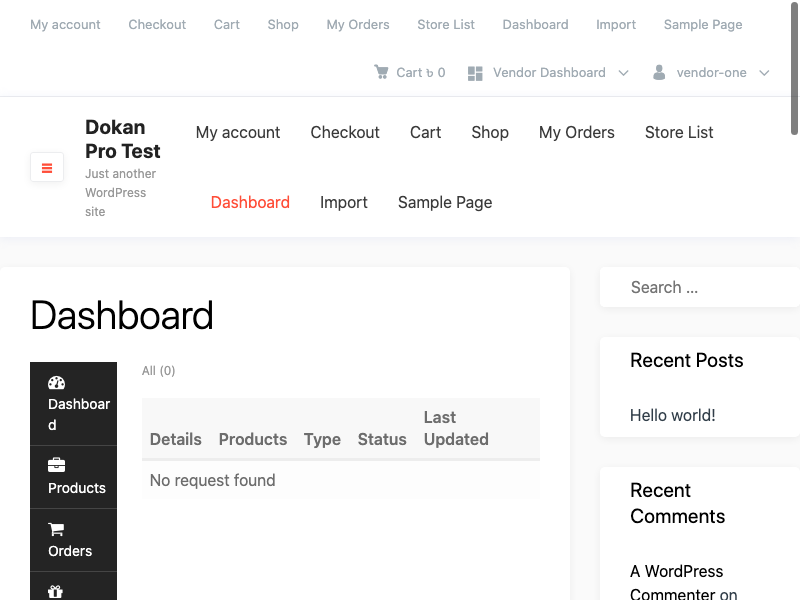 My account Checkout Cart Shop My Orders Store List Dashboard Import Sample Page
Cart ৳ 0 Vendor Dashboard vendor-one
Dokan
Pro Test
Just another
WordPress
site
My account Checkout Cart Shop My Orders Store List
Dashboard Import Sample Page
Dashboard
Search ...
Recent Posts
Hello world!
Recent
Comments
A WordPress
Commenter on
Dashboar
d
Products
Orders
All (0)
Details Products Type Status Last
Updated
No request found